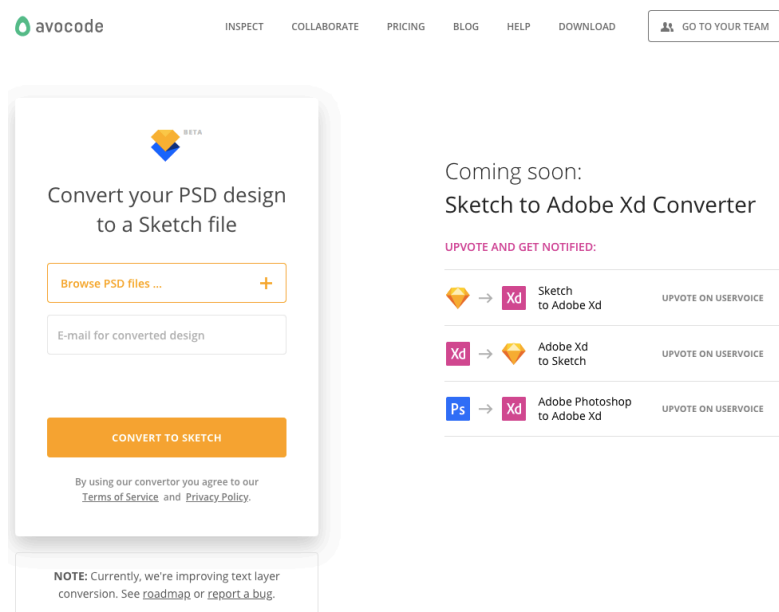 avocode
INSPECT
COLLABORATE
PRICING
BLOG
HELP
DOWNLOAD
GO TO YOUR TEAM
BETA
Convert your PSD design
to a Sketch file
Browse PSD files ... +
E-mail for converted design
CONVERT TO SKETCH
By using our convertor you agree to our
Terms of Service and Privacy Policy.
NOTE: Currently, we're improving text layer
conversion. See roadmap or report a bug.
Coming soon:
Sketch to Adobe Xd Converter
UPVOTE AND GET NOTIFIED:
→ Xd Sketch
to Adobe Xd
UPVOTE ON USERVOICE
Xd → Adobe Xd
to Sketch
UPVOTE ON USERVOICE
Ps → Xd Adobe Photoshop
to Adobe Xd
UPVOTE ON USERVOICE